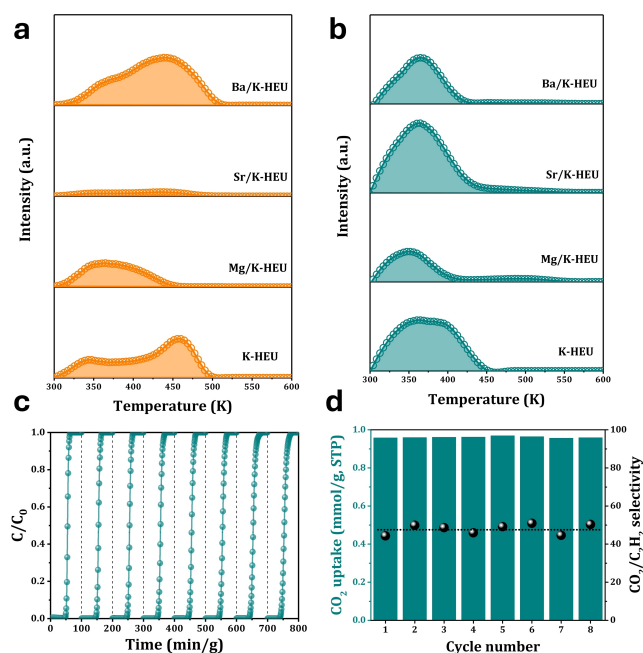 a
Intensity (a.u.)
Ba/K-HEU
Sr/K-HEU
Mg/K-HEU
K-HEU
300 350 400 450 500 550 600
Temperature (K)
b
Intensity (a.u.)
Ba/K-HEU
Sr/K-HEU
Mg/K-HEU
K-HEU
300 350 400 450 500 550 600
Temperature (K)
c
C/C₀
1.0
0.8
0.6
0.4
0.2
0.0
0 100 200 300 400 500 600 700 800
Time (min/g)
d
CO₂ uptake (mmol/g, STP)
1.0
0.8
0.6
0.4
0.2
0.0
1 2 3 4 5 6 7 8
Cycle number
100
80
60
40
20
0
CO₂/C₂H₂ selectivity